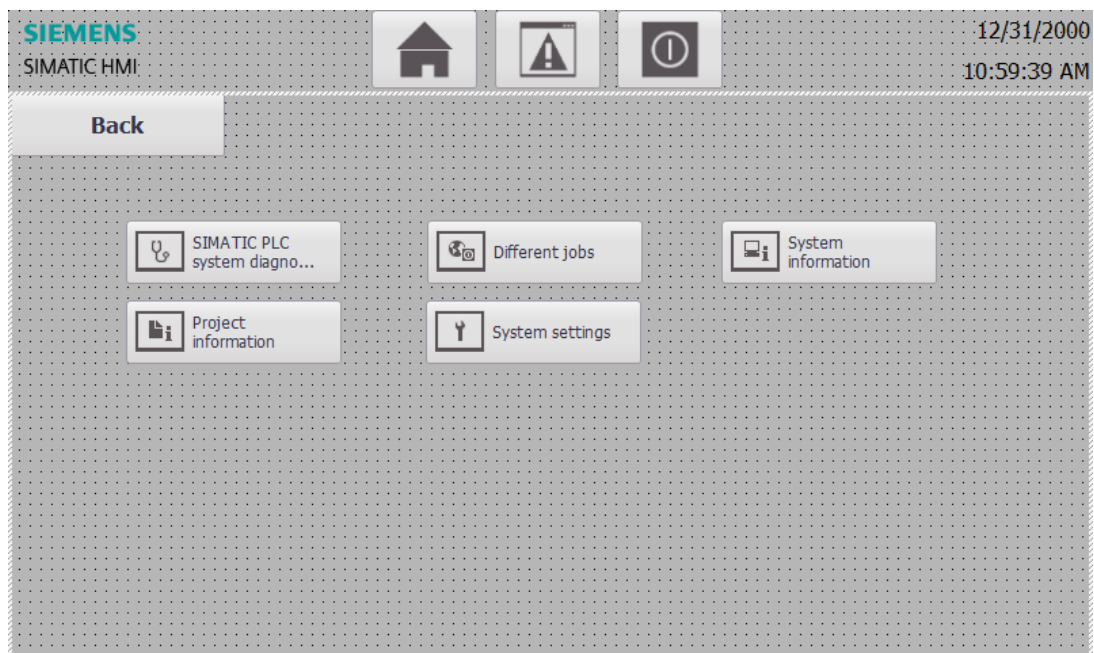 SIEMENS
12/31/2000
SIMATIC HMI
10:59:39 AM
Back
SIMATIC PLC
system diagno...
Different jobs
System
information
Project
information
System settings